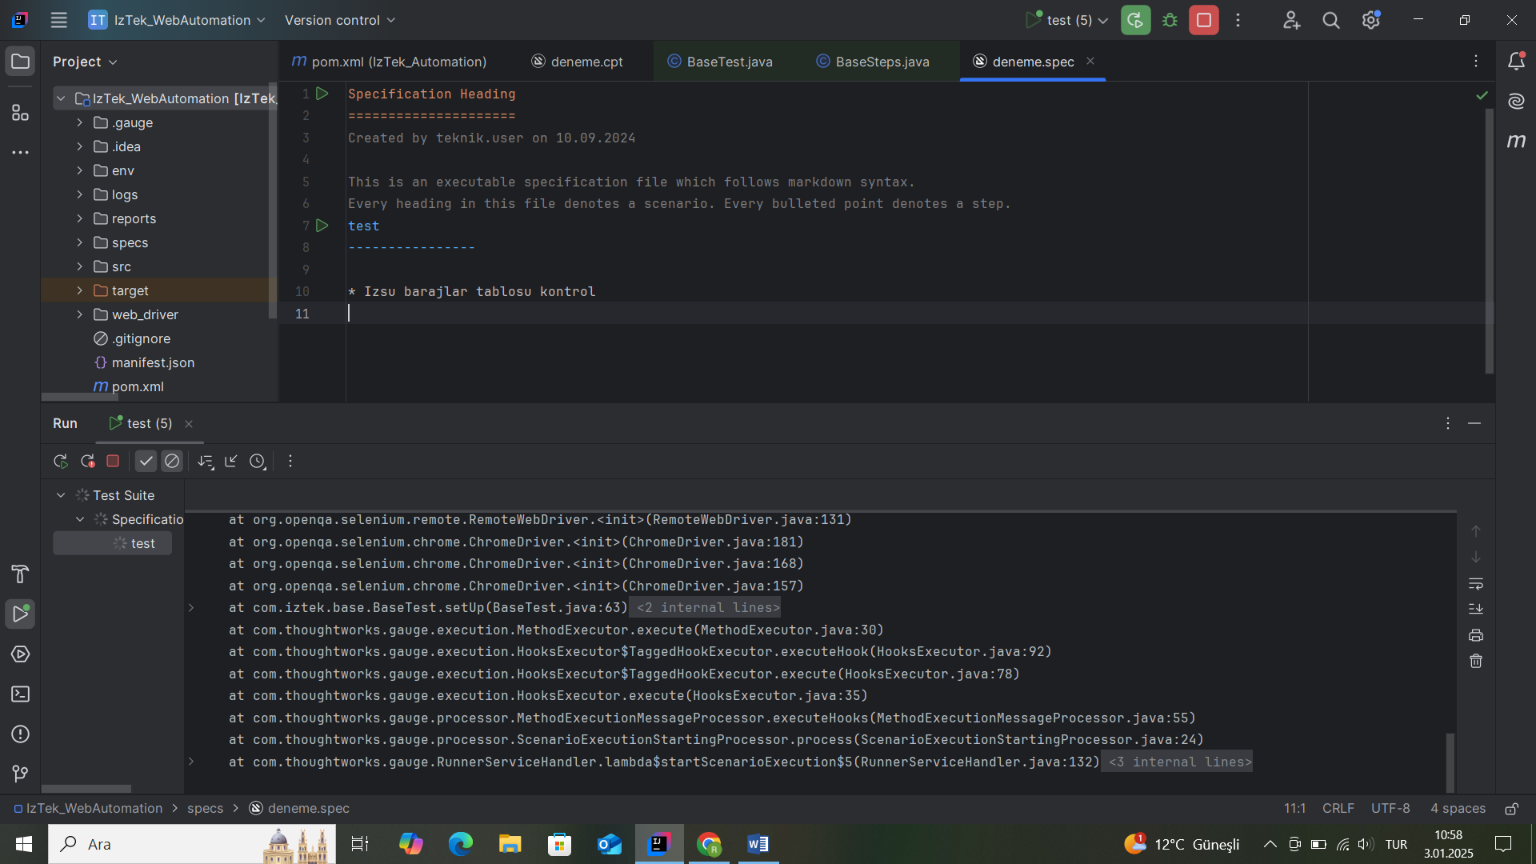 IT IzTek_WebAutomation Version control test (5)
Project
pom.xml (IzTek_Automation) deneme.cpt BaseTest.java BaseSteps.java deneme.spec
IzTek_WebAutomation [IzTek_
.gauge
.idea
env
logs
reports
specs
src
target
web_driver
.gitignore
manifest.json
pom.xml
1 Specification Heading
2 =====================
3 Created by teknik.user on 10.09.2024
4
5 This is an executable specification file which follows markdown syntax.
6 Every heading in this file denotes a scenario. Every bulleted point denotes a step.
7 test
8 ----------------
9
10 * Izsu barajlar tablosu kontrol
11
Run test (5)
Test Suite
Specificatio
test
at org.openqa.selenium.remote.RemoteWebDriver.<init>(RemoteWebDriver.java:131)
at org.openqa.selenium.chrome.ChromeDriver.<init>(ChromeDriver.java:181)
at org.openqa.selenium.chrome.ChromeDriver.<init>(ChromeDriver.java:168)
at org.openqa.selenium.chrome.ChromeDriver.<init>(ChromeDriver.java:157)
at com.iztek.base.BaseTest.setUp(BaseTest.java:63) <2 internal lines>
at com.thoughtworks.gauge.execution.MethodExecutor.execute(MethodExecutor.java:30)
at com.thoughtworks.gauge.execution.HooksExecutor$TaggedHookExecutor.executeHook(HooksExecutor.java:92)
at com.thoughtworks.gauge.execution.HooksExecutor$TaggedHookExecutor.execute(HooksExecutor.java:78)
at com.thoughtworks.gauge.execution.HooksExecutor.execute(HooksExecutor.java:35)
at com.thoughtworks.gauge.processor.MethodExecutionMessageProcessor.executeHooks(MethodExecutionMessageProcessor.java:55)
at com.thoughtworks.gauge.processor.ScenarioExecutionStartingProcessor.process(ScenarioExecutionStartingProcessor.java:24)
at com.thoughtworks.gauge.RunnerServiceHandler.lambda$startScenarioExecution$5(RunnerServiceHandler.java:132) <3 internal lines>
IzTek_WebAutomation > specs > deneme.spec 11:1 CRLF UTF-8 4 spaces
Ara 12°C Güneşli TUR 10:58
3.01.2025